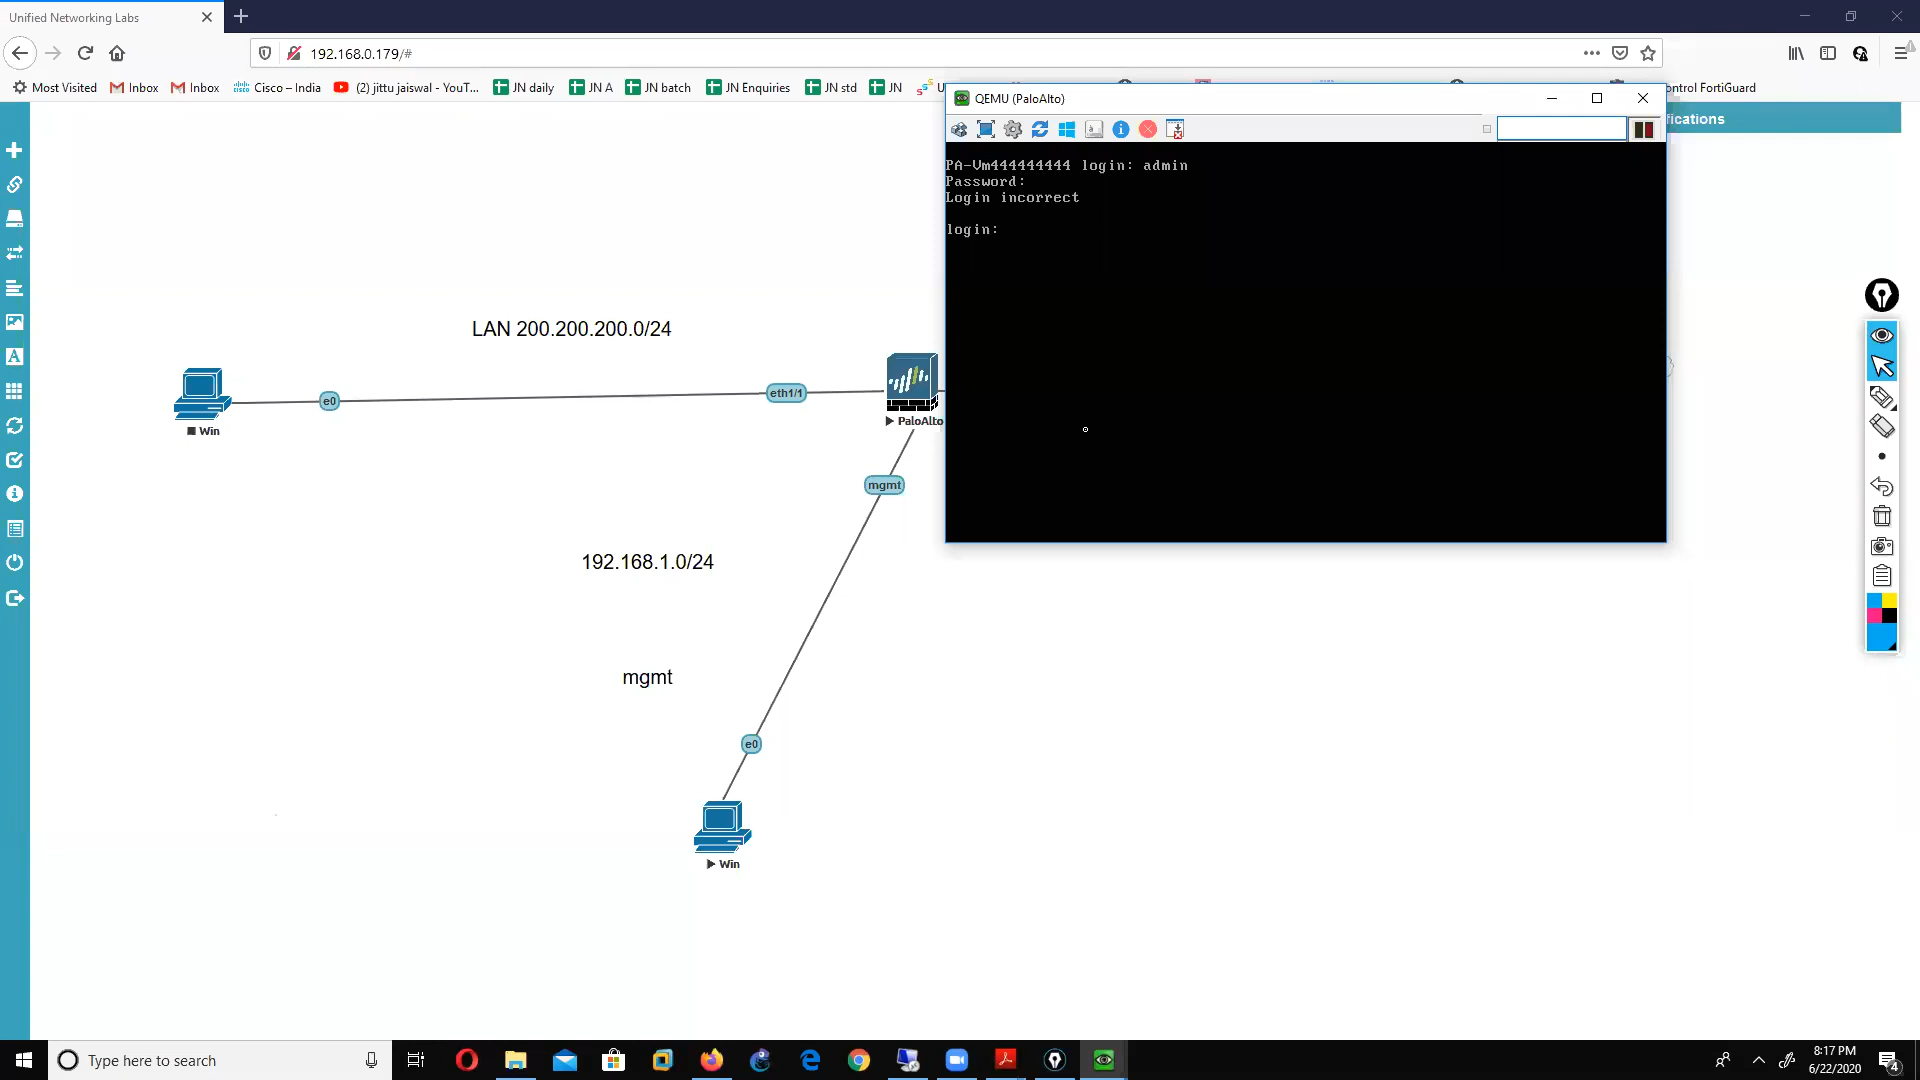 Unified Networking Labs
192.168.0.179/#
Most Visited
Inbox
Inbox
Cisco – India
(2) jittu jaiswal - YouT...
JN daily
JN A
JN batch
JN Enquiries
JN std
JN
ontrol FortiGuard
QEMU (PaloAlto)
fications
PA-Vm444444444 login: admin
Password:
Login incorrect
login:
LAN 200.200.200.0/24
e0
eth1/1
Win
PaloAlto
mgmt
192.168.1.0/24
mgmt
e0
Win
Type here to search
8:17 PM
6/22/2020
4